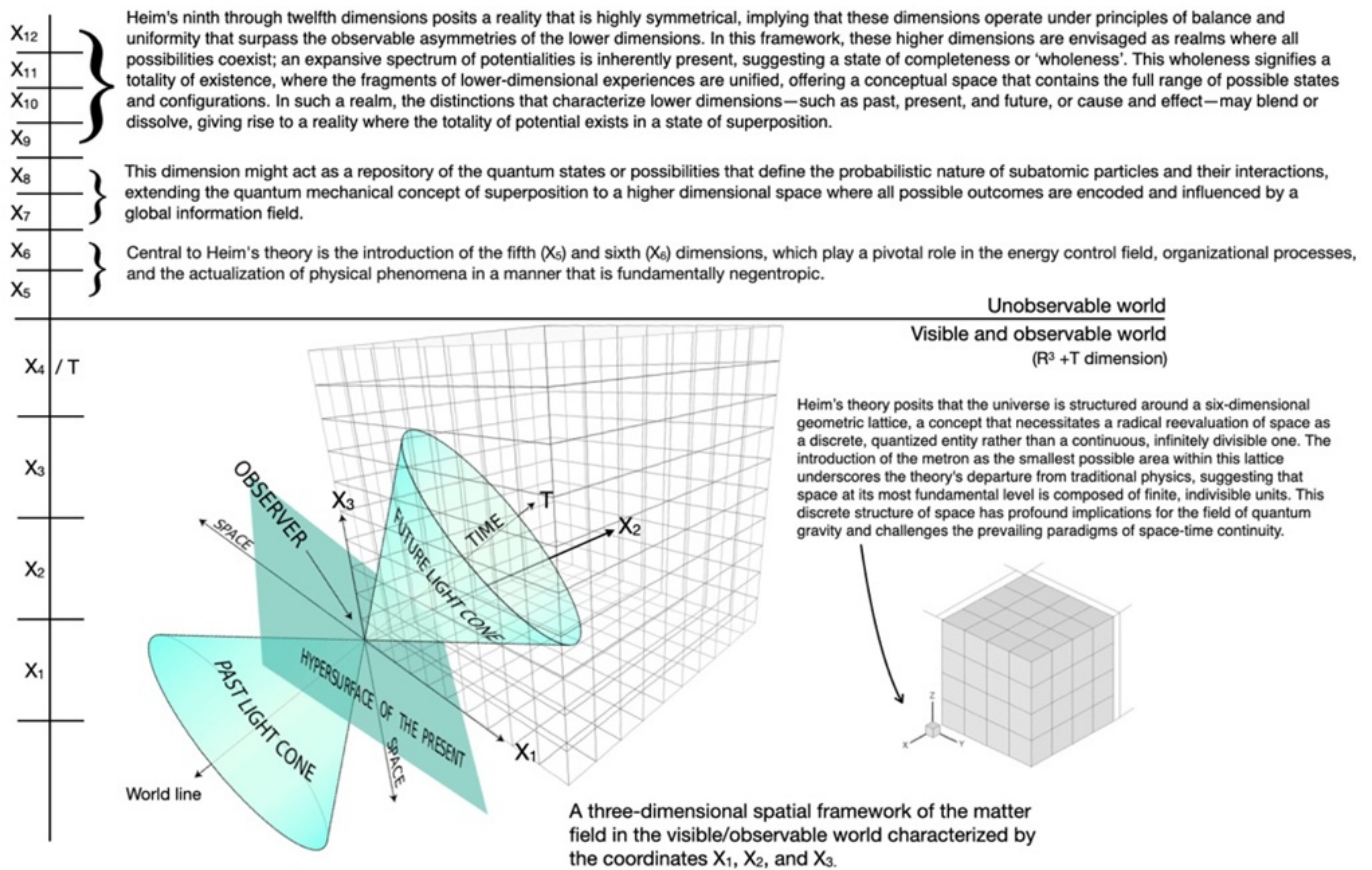 X₁₂
X₁₁
X₁₀
X₉
Heim's ninth through twelfth dimensions posits a reality that is highly symmetrical, implying that these dimensions operate under principles of balance and
uniformity that surpass the observable asymmetries of the lower dimensions. In this framework, these higher dimensions are envisaged as realms where all
possibilities coexist; an expansive spectrum of potentialities is inherently present, suggesting a state of completeness or 'wholeness'. This wholeness signifies a
totality of existence, where the fragments of lower-dimensional experiences are unified, offering a conceptual space that contains the full range of possible states
and configurations. In such a realm, the distinctions that characterize lower dimensions—such as past, present, and future, or cause and effect—may blend or
dissolve, giving rise to a reality where the totality of potential exists in a state of superposition.
X₈
X₇
This dimension might act as a repository of the quantum states or possibilities that define the probabilistic nature of subatomic particles and their interactions,
extending the quantum mechanical concept of superposition to a higher dimensional space where all possible outcomes are encoded and influenced by a
global information field.
X₆
X₅
Central to Heim's theory is the introduction of the fifth (X₅) and sixth (X₆) dimensions, which play a pivotal role in the energy control field, organizational processes,
and the actualization of physical phenomena in a manner that is fundamentally negentropic.
Unobservable world
Visible and observable world
(R³ +T dimension)
X₄ / T
X₃
X₂
X₁
Heim's theory posits that the universe is structured around a six-dimensional
geometric lattice, a concept that necessitates a radical reevaluation of space as
a discrete, quantized entity rather than a continuous, infinitely divisible one. The
introduction of the metron as the smallest possible area within this lattice
underscores the theory's departure from traditional physics, suggesting that
space at its most fundamental level is composed of finite, indivisible units. This
discrete structure of space has profound implications for the field of quantum
gravity and challenges the prevailing paradigms of space-time continuity.
OBSERVER
SPACE
X₃
FUTURE LIGHT CONE
TIME
T
X₂
HYPERSURFACE OF THE PRESENT
PAST LIGHT CONE
SPACE
X₁
World line
Z
X
Y
A three-dimensional spatial framework of the matter
field in the visible/observable world characterized by
the coordinates X₁, X₂, and X₃.